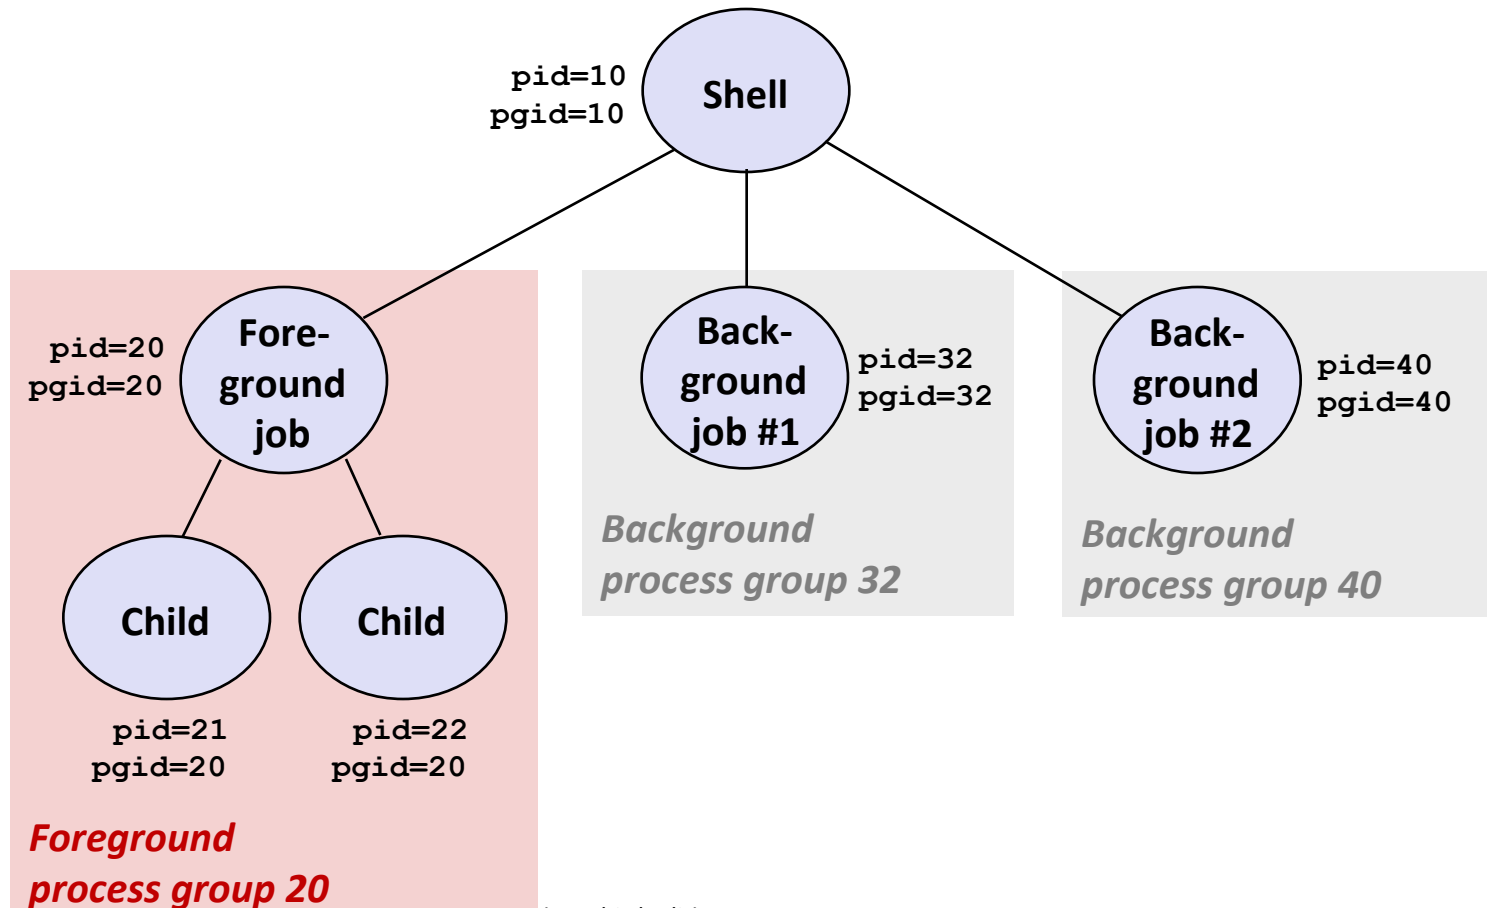 pid=10
pgid=10
Shell
pid=20
pgid=20
Fore-
ground
job
Back-
ground
job #1
pid=32
pgid=32
Back-
ground
job #2
pid=40
pgid=40
Background
process group 32
Background
process group 40
Child
Child
pid=21
pgid=20
pid=22
pgid=20
Foreground
process group 20